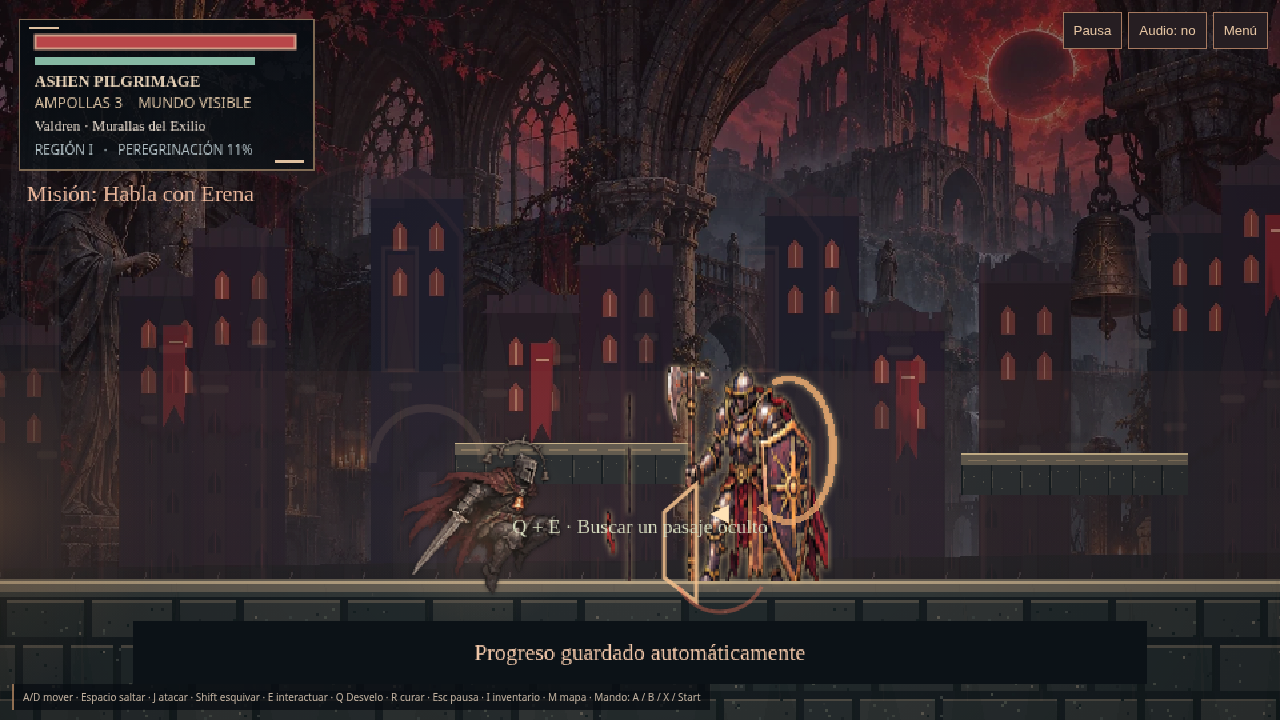 Pausa
Audio: no
Menú
ASHEN PILGRIMAGE
AMPOLLAS 3 MUNDO VISIBLE
Valdren · Murallas del Exilio
REGIÓN I · PEREGRINACIÓN 11%
Misión: Habla con Erena
Q + E · Buscar un pasaje oculto
Progreso guardado automáticamente
A/D mover · Espacio saltar · J atacar · Shift esquivar · E interactuar · Q Desvelo · R curar · Esc pausa · I inventario · M mapa · Mando: A / B / X / Start